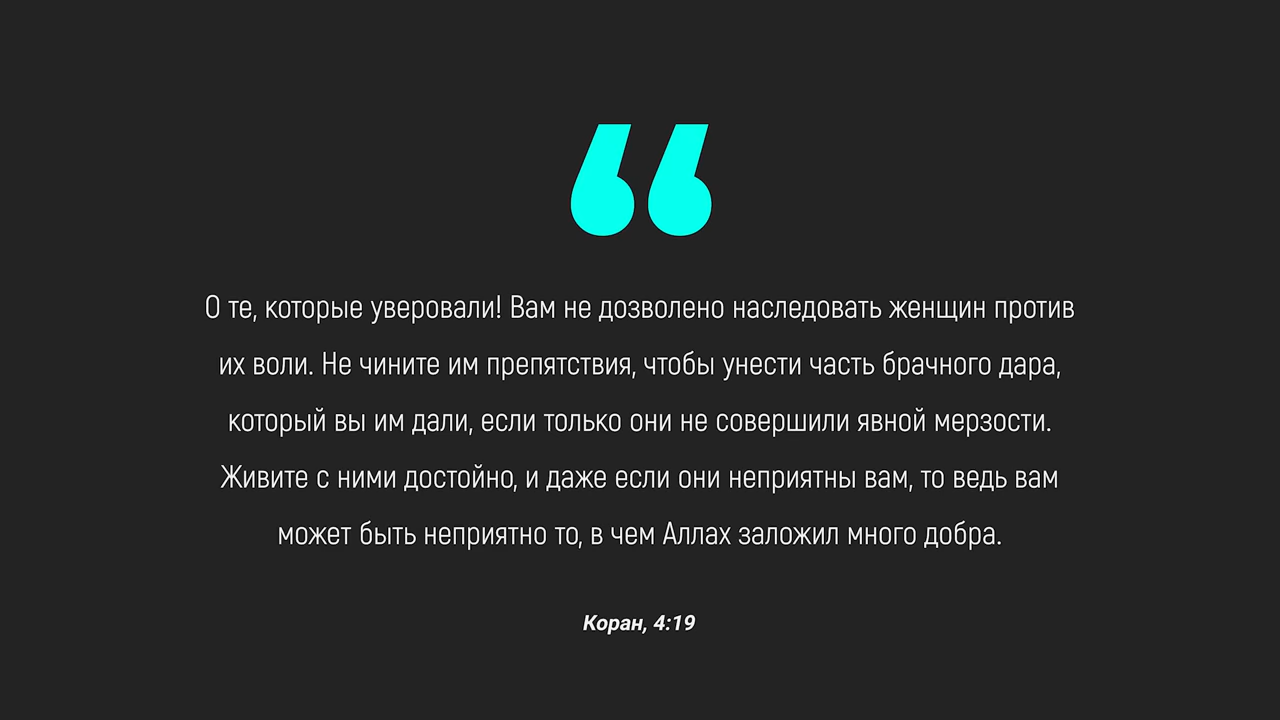 “
О те, которые уверовали! Вам не дозволено наследовать женщин против
их воли. Не чините им препятствия, чтобы унести часть брачного дара,
который вы им дали, если только они не совершили явной мерзости.
Живите с ними достойно, и даже если они неприятны вам, то ведь вам
может быть неприятно то, в чем Аллах заложил много добра.
Коран, 4:19